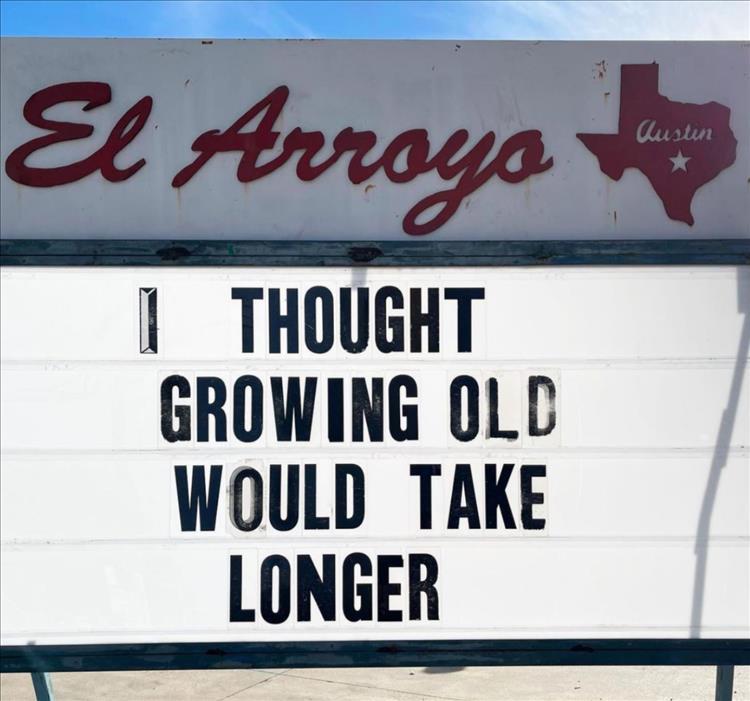 El Arroyo
Austin
I THOUGHT
GROWING OLD
WOULD TAKE
LONGER